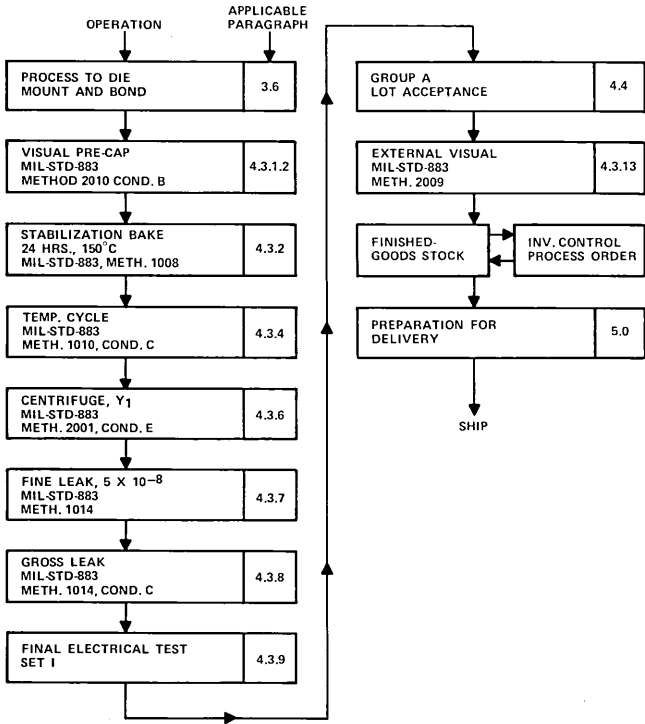 OPERATION
APPLICABLE
PARAGRAPH
PROCESS TO DIE
MOUNT AND BOND
3.6
VISUAL PRE-CAP
MIL-STD-883
METHOD 2010 COND. B
4.3.1.2
STABILIZATION BAKE
24 HRS., 150°C
MIL-STD-883, METH. 1008
4.3.2
TEMP. CYCLE
MIL-STD-883
METH. 1010, COND. C
4.3.4
CENTRIFUGE, Y1
MIL-STD-883
METH. 2001, COND. E
4.3.6
FINE LEAK, 5 X 10−8
MIL-STD-883
METH. 1014
4.3.7
GROSS LEAK
MIL-STD-883
METH. 1014, COND. C
4.3.8
FINAL ELECTRICAL TEST
SET I
4.3.9
GROUP A
LOT ACCEPTANCE
4.4
EXTERNAL VISUAL
MIL-STD-883
METH. 2009
4.3.13
FINISHED-
GOODS STOCK
INV. CONTROL
PROCESS ORDER
PREPARATION FOR
DELIVERY
5.0
SHIP